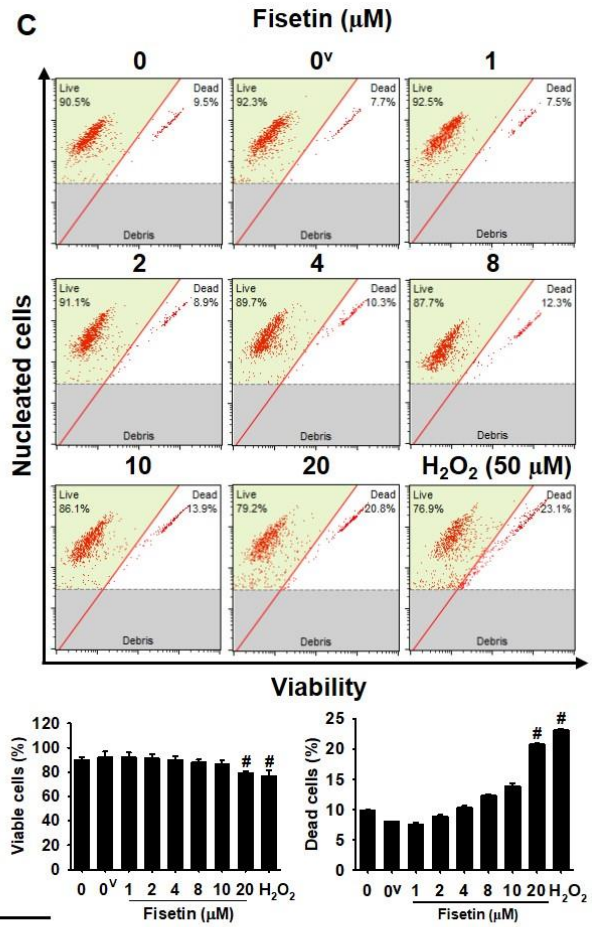 C
Fisetin (μM)
0 0ᵛ 1
Live Dead Live Dead Live Dead
90.5% 9.5% 92.3% 7.7% 92.5% 7.5%
Debris Debris Debris
2 4 8
Live Dead Live Dead Live Dead
91.1% 8.9% 89.7% 10.3% 87.7% 12.3%
Debris Debris Debris
10 20 H₂O₂ (50 μM)
Live Dead Live Dead Live Dead
86.1% 13.9% 79.2% 20.8% 76.9% 23.1%
Debris Debris Debris
Nucleated cells
Viability
Viable cells (%)
120
100
80
60
40
20
0
# #
0 0ⱽ 1 2 4 8 10 20 H₂O₂
Fisetin (μM)
Dead cells (%)
25
20
15
10
5
0
# #
0 0ⱽ 1 2 4 8 10 20 H₂O₂
Fisetin (μM)